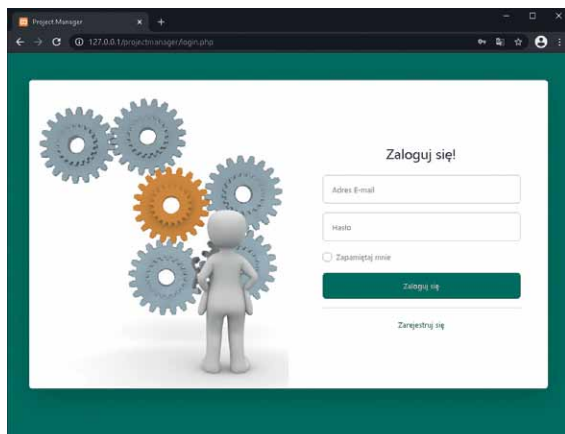 Project Manager
127.0.0.1/projectmanager/login.php
Zaloguj się!
Adres E-mail
Hasło
Zapamiętaj mnie
Zaloguj się
Zarejestruj się